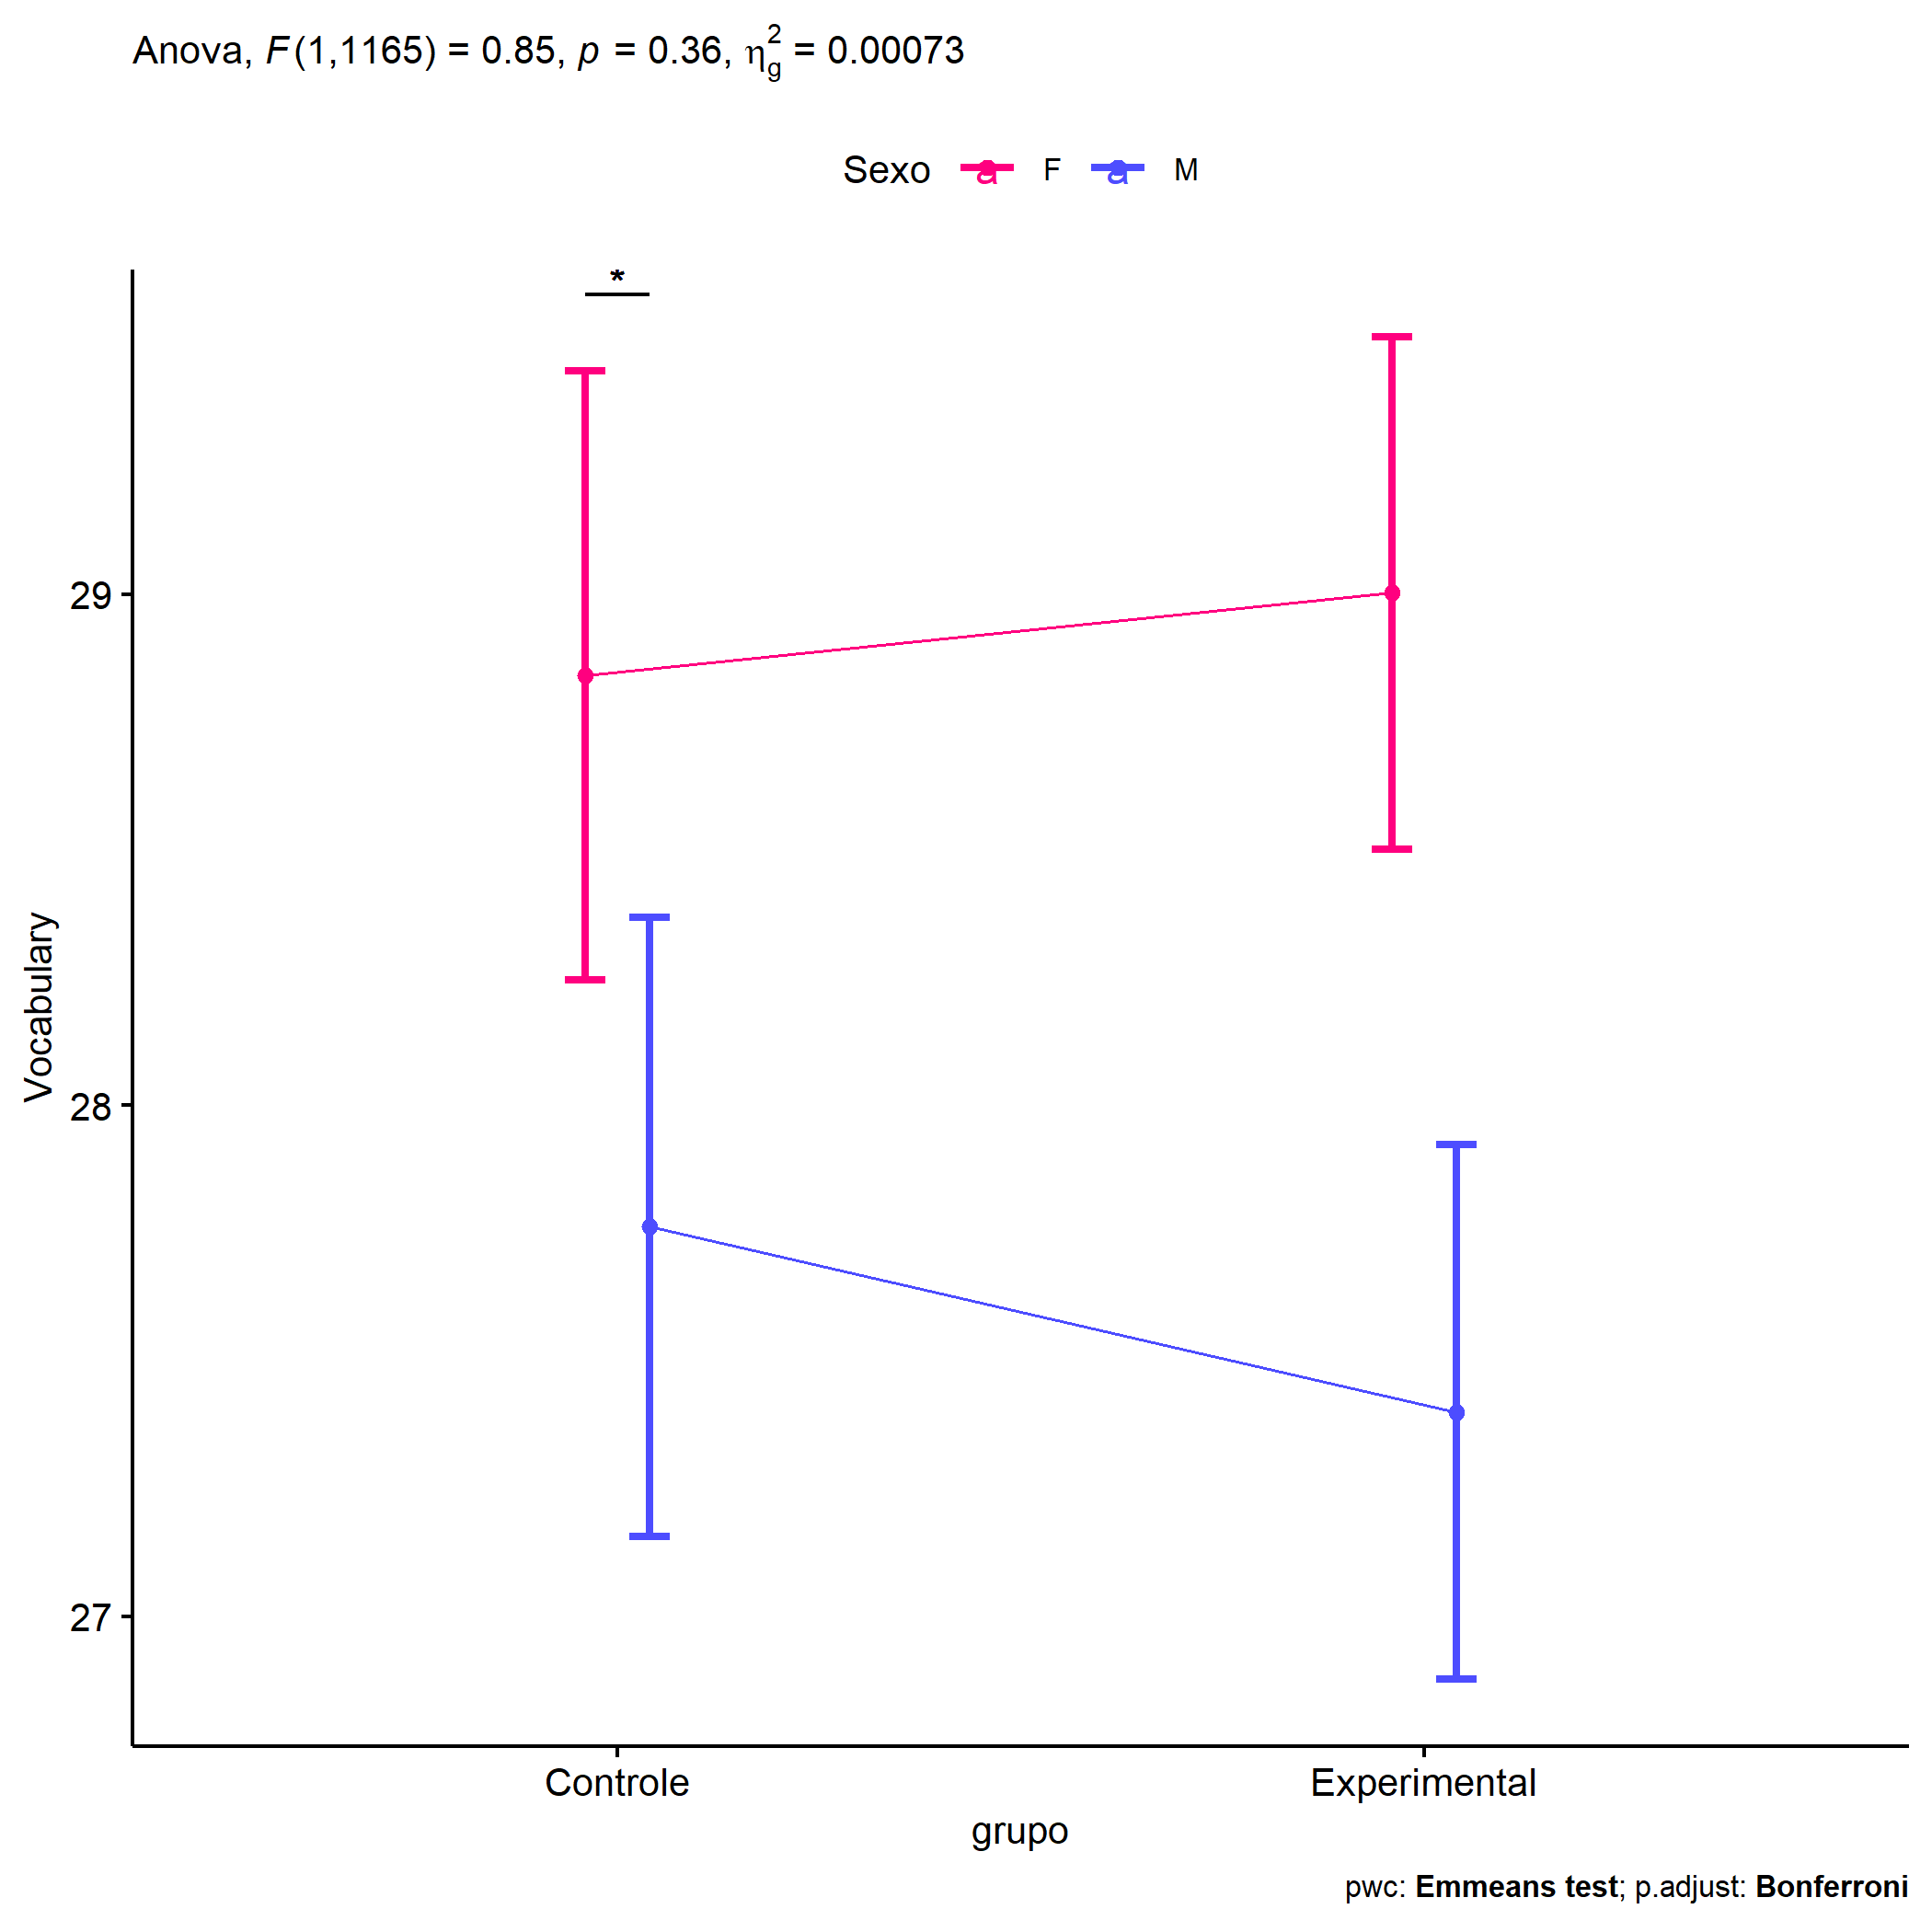 Anova, F(1,1165) = 0.85, p = 0.36, η²g = 0.00073
Sexo a F a M
*
29
28
27
Vocabulary
Controle Experimental
grupo
pwc: Emmeans test; p.adjust: Bonferroni